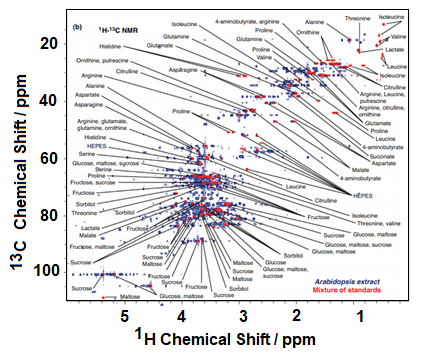 (b)
¹H-¹³C NMR
Isoleucine
Glutamine
Glutamate
Histidine
Ornithine, putrescine
Citrulline
Arginine
Alanine
Aspartate
Asparagine
Asparagine
4-aminobutyrate, arginine
Proline
Glutamine
Proline
Valine
Alanine
Ornithine
Threonine
Isoleucine
Valine
Lactate
Leucine
Isoleucine
Citrulline
Arginine, Leucine,
putrescine
Arginine, citrulline,
ornithine
Glutamate
Proline
Leucine
4-aminobutyrate
Succinate
aspartate
Malate
4-aminobutyrate
HEPES
Proline
Arginine, glutamate,
glutamine, ornithine
Histidine
HEPES
Serine
Glucose, maltose, sucrose
Serine
Proline
Fructose, sucrose
Fructose
Sorbitol
Threonine
Sorbitol
Lactate
Malate
Fructose, maltose
Sucrose
Fructose
Fructose
Leucine
Citrulline
Fructose
Isoleucine
Threonine, valine
Glucose, maltose, sucrose
Sucrose
Glucose, maltose, sucrose
Sorbitol
Glucose
Glucose, maltose,
sucrose
Maltose
Sucrose
Maltose
Sucrose
Sucrose
Maltose
Fructose
Fructose
Sucrose
Glucose, maltose
Sucrose
Maltose
Arabidopsis extract
Mixture of standards
20
40
60
80
100
¹³C Chemical Shift / ppm
5
4
3
2
1
¹H Chemical Shift / ppm